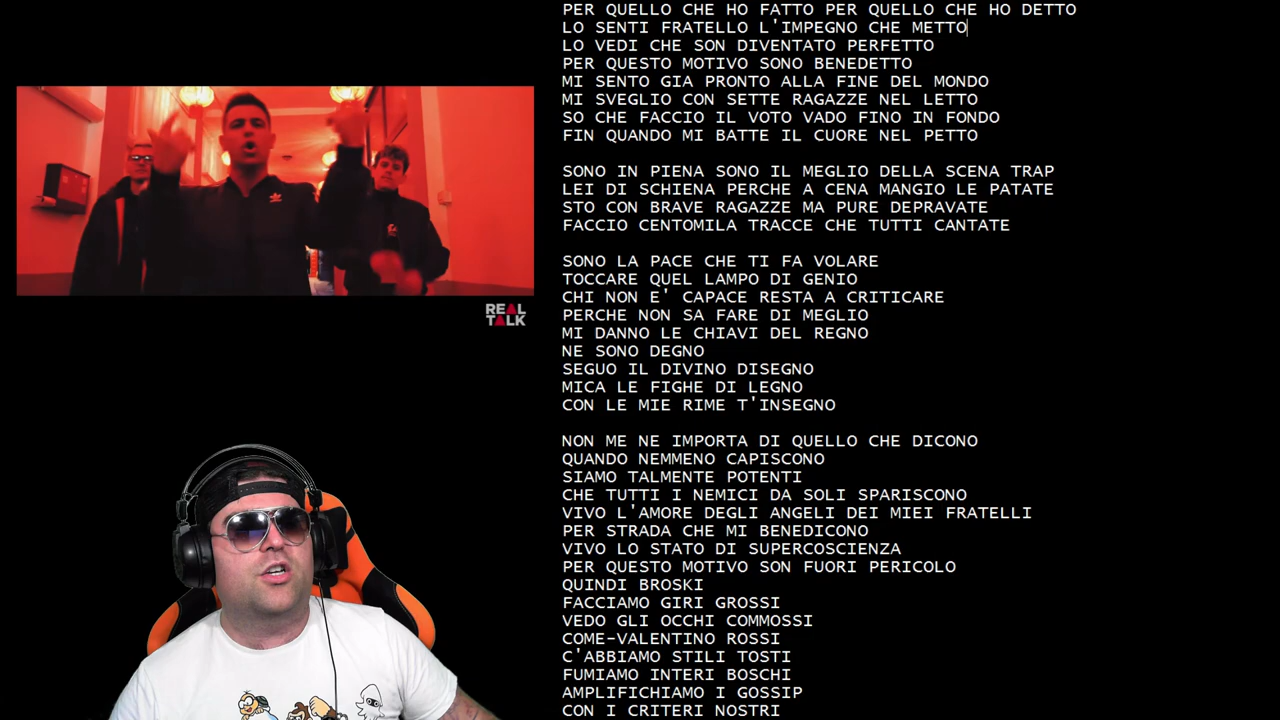 PER QUELLO CHE HO FATTO PER QUELLO CHE HO DETTO
LO SENTI FRATELLO L'IMPEGNO CHE METTO
LO VEDI CHE SON DIVENTATO PERFETTO
PER QUESTO MOTIVO SONO BENEDETTO
MI SENTO GIA PRONTO ALLA FINE DEL MONDO
MI SVEGLIO CON SETTE RAGAZZE NEL LETTO
SO CHE FACCIO IL VOTO VADO FINO IN FONDO
FIN QUANDO MI BATTE IL CUORE NEL PETTO
SONO IN PIENA SONO IL MEGLIO DELLA SCENA TRAP
LEI DI SCHIENA PERCHE A CENA MANGIO LE PATATE
STO CON BRAVE RAGAZZE MA PURE DEPRAVATE
FACCIO CENTOMILA TRACCE CHE TUTTI CANTATE
SONO LA PACE CHE TI FA VOLARE
TOCCARE QUEL LAMPO DI GENIO
CHI NON E' CAPACE RESTA A CRITICARE
PERCHE NON SA FARE DI MEGLIO
MI DANNO LE CHIAVI DEL REGNO
NE SONO DEGNO
SEGUO IL DIVINO DISEGNO
MICA LE FIGHE DI LEGNO
CON LE MIE RIME T'INSEGNO
NON ME NE IMPORTA DI QUELLO CHE DICONO
QUANDO NEMMENO CAPISCONO
SIAMO TALMENTE POTENTI
CHE TUTTI I NEMICI DA SOLI SPARISCONO
VIVO L'AMORE DEGLI ANGELI DEI MIEI FRATELLI
PER STRADA CHE MI BENEDICONO
VIVO LO STATO DI SUPERCOSCIENZA
PER QUESTO MOTIVO SON FUORI PERICOLO
QUINDI BROSKI
FACCIAMO GIRI GROSSI
VEDO GLI OCCHI COMMOSSI
COME-VALENTINO ROSSI
C'ABBIAMO STILI TOSTI
FUMIAMO INTERI BOSCHI
AMPLIFICHIAMO I GOSSIP
CON I CRITERI NOSTRI
REAL
TALK